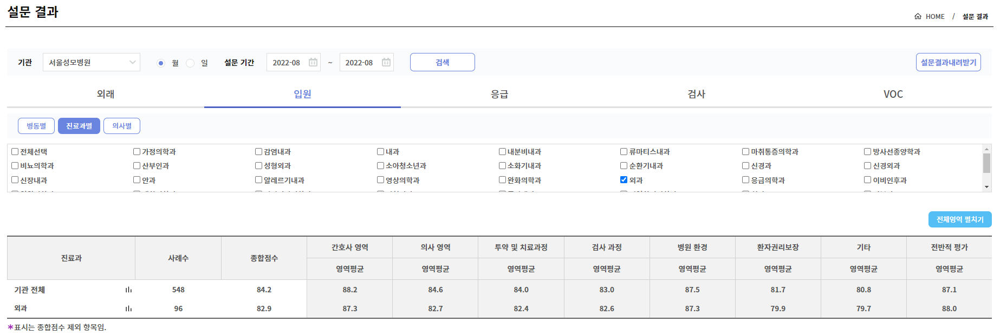 설문 결과
HOME / 설문 결과
기관 서울성모병원 월 일 설문 기간 2022-08 ~ 2022-08 검색 설문결과내려받기
외래 입원 응급 검사 VOC
병동별 진료과별 의사별
전체선택 가정의학과 감염내과 내과 내분비내과 류마티스내과 마취통증의학과 방사선종양학과
비뇨의학과 산부인과 성형외과 소아청소년과 소화기내과 순환기내과 신경과 신경외과
신장내과 안과 알레르기내과 영상의학과 완화의학과 외과 응급의학과 이비인후과
전체영역 펼치기
진료과 사례수 종합점수 간호사 영역 의사 영역 투약 및 치료과정 검사 과정 병원 환경 환자권리보장 기타 전반적 평가
영역평균 영역평균 영역평균 영역평균 영역평균 영역평균 영역평균 영역평균
기관 전체 548 84.2 88.2 84.6 84.0 83.0 87.5 81.7 80.8 87.1
외과 96 82.9 87.3 82.7 82.4 82.6 87.3 79.9 79.7 88.0
*표시는 종합점수 제외 항목임.